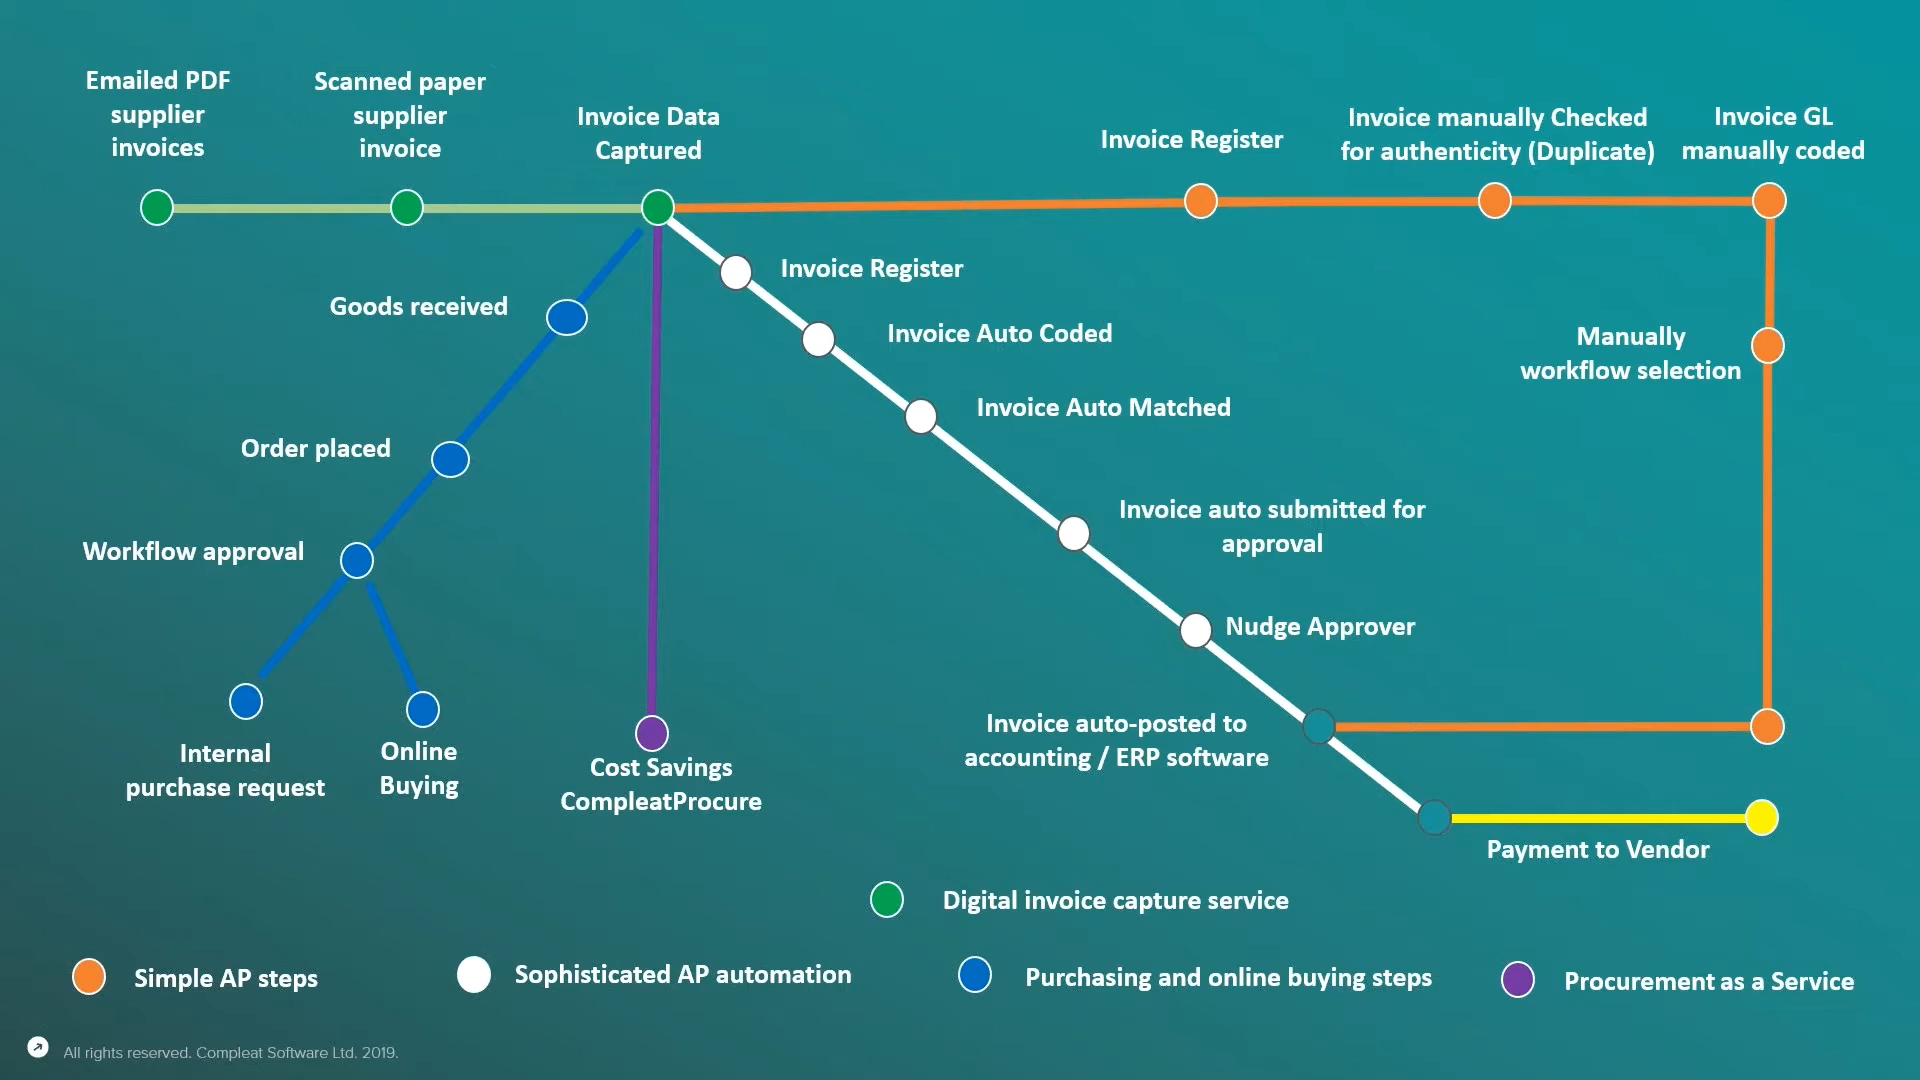 Emailed PDF
supplier
invoices
Scanned paper
supplier
invoice
Invoice Data
Captured
Invoice Register
Invoice manually Checked
for authenticity (Duplicate)
Invoice GL
manually coded
Invoice Register
Goods received
Invoice Auto Coded
Manually
workflow selection
Invoice Auto Matched
Order placed
Invoice auto submitted for
approval
Workflow approval
Nudge Approver
Invoice auto-posted to
accounting / ERP software
Internal
purchase request
Online
Buying
Cost Savings
CompleatProcure
Payment to Vendor
Digital invoice capture service
Simple AP steps
Sophisticated AP automation
Purchasing and online buying steps
Procurement as a Service
All rights reserved. Compleat Software Ltd. 2019.